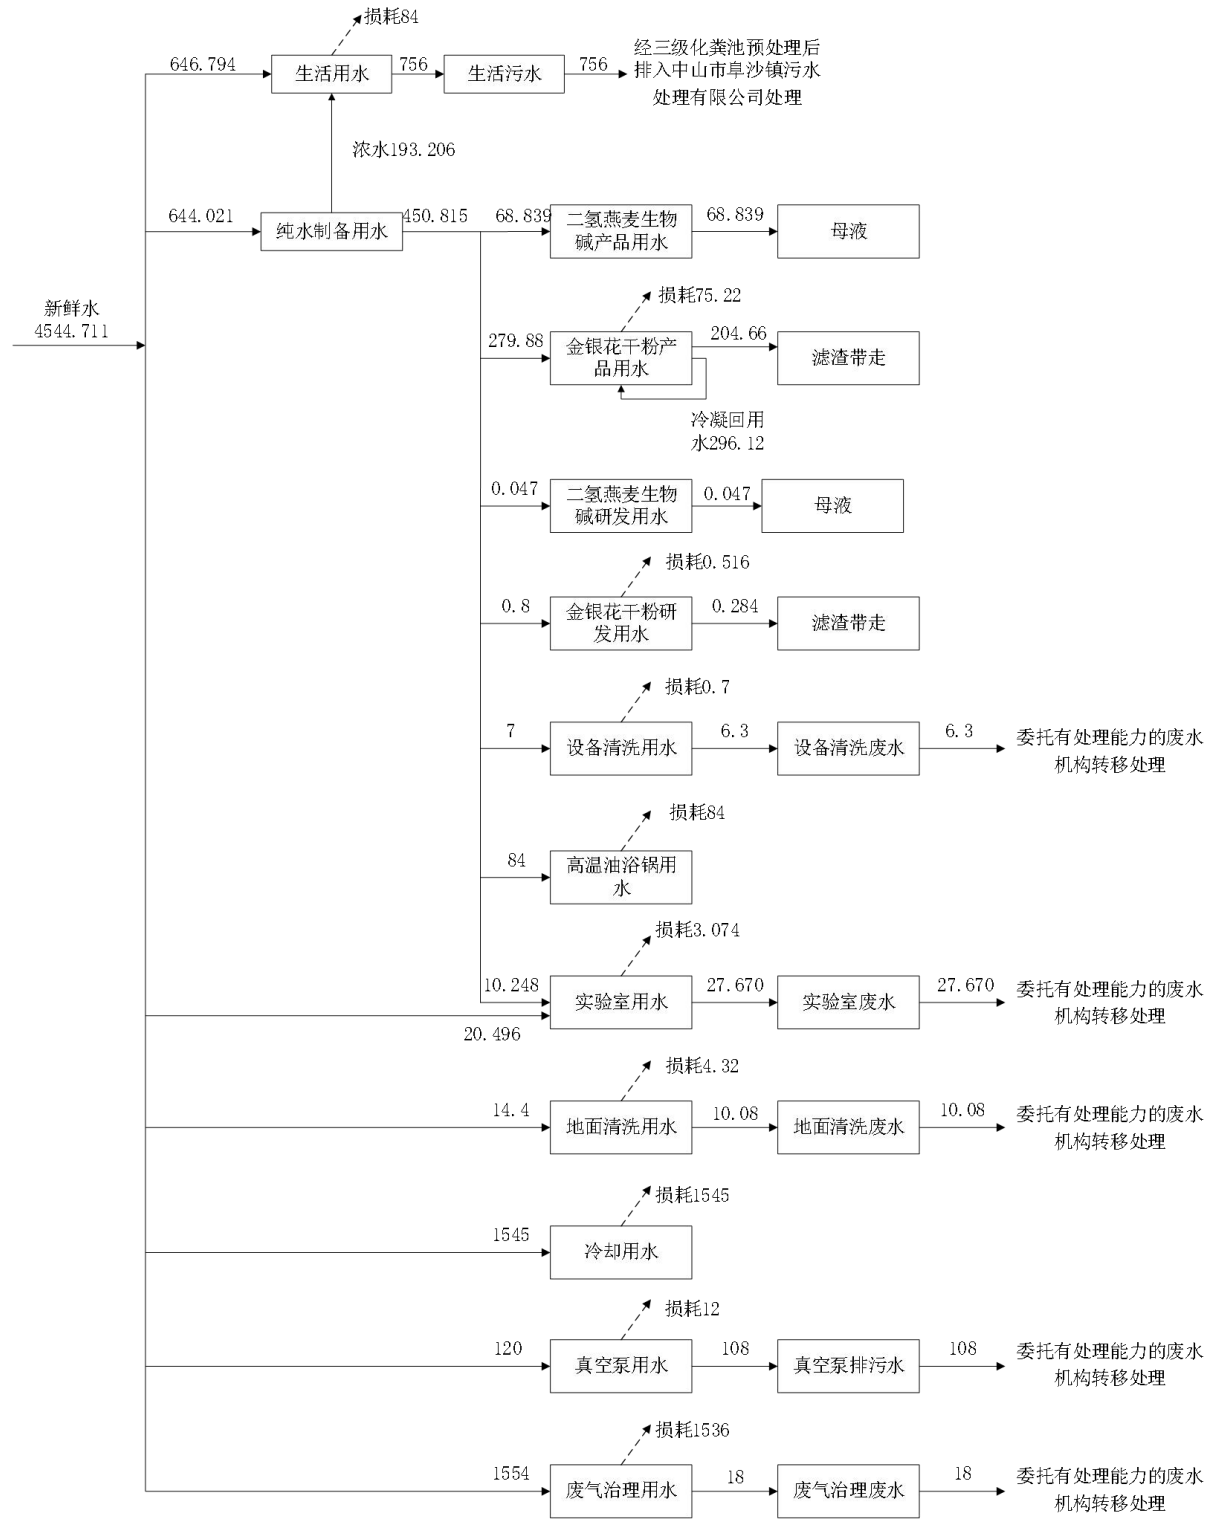 损耗84
646.794
生活用水
756
生活污水
756
经三级化粪池预处理后
排入中山市阜沙镇污水
处理有限公司处理
浓水193.206
644.021
纯水制备用水
450.815
68.839
二氢燕麦生物
碱产品用水
68.839
母液
新鲜水
4544.711
损耗75.22
279.88
金银花干粉产
品用水
204.66
滤渣带走
冷凝回用
水296.12
0.047
二氢燕麦生物
碱研发用水
0.047
母液
损耗0.516
0.8
金银花干粉研
发用水
0.284
滤渣带走
损耗0.7
7
设备清洗用水
6.3
设备清洗废水
6.3
委托有处理能力的废水
机构转移处理
损耗84
84
高温油浴锅用
水
损耗3.074
10.248
实验室用水
27.670
实验室废水
27.670
委托有处理能力的废水
机构转移处理
20.496
损耗4.32
14.4
地面清洗用水
10.08
地面清洗废水
10.08
委托有处理能力的废水
机构转移处理
损耗1545
1545
冷却用水
损耗12
120
真空泵用水
108
真空泵排污水
108
委托有处理能力的废水
机构转移处理
损耗1536
1554
废气治理用水
18
废气治理废水
18
委托有处理能力的废水
机构转移处理